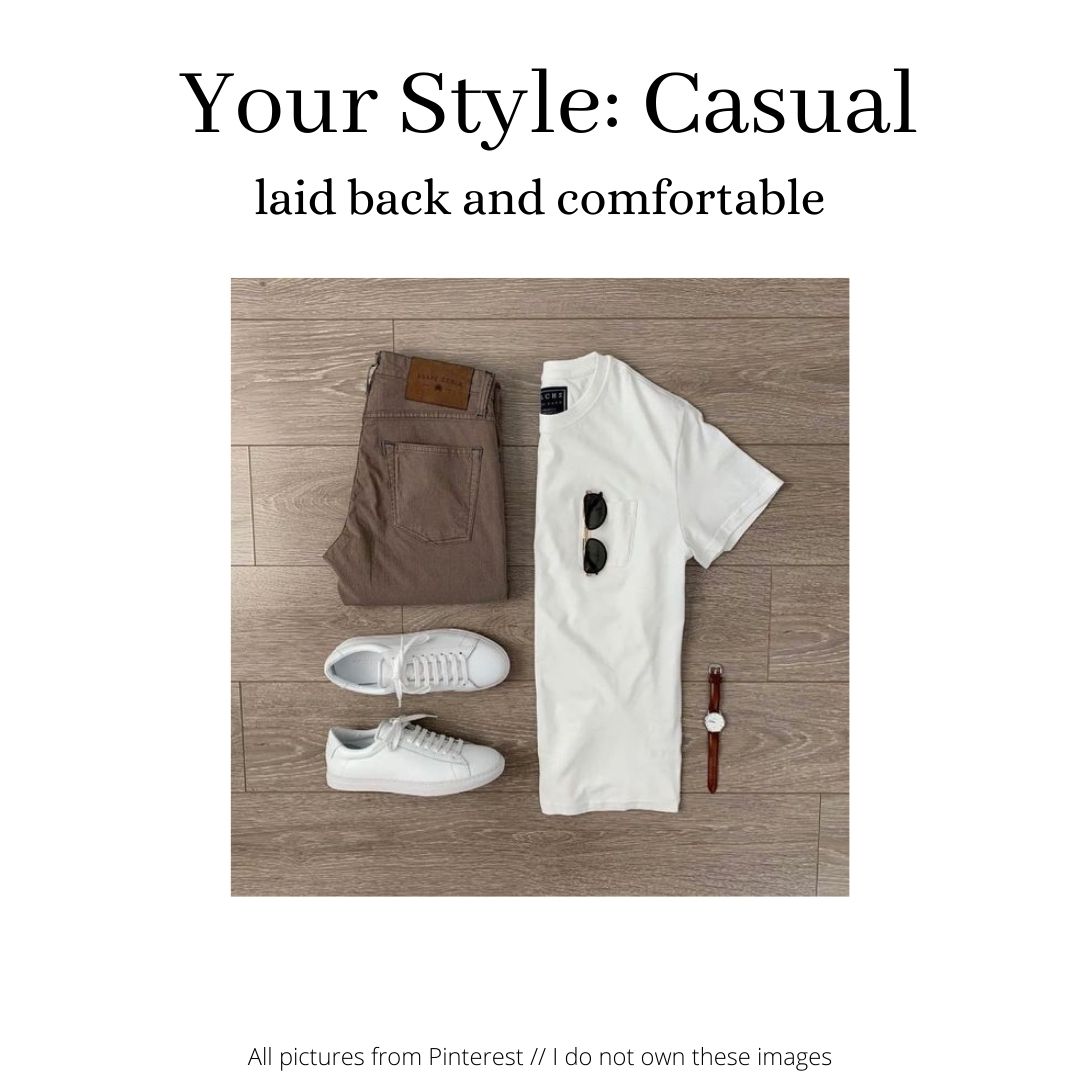 Your Style: Casual
laid back and comfortable
All pictures from Pinterest // I do not own these images